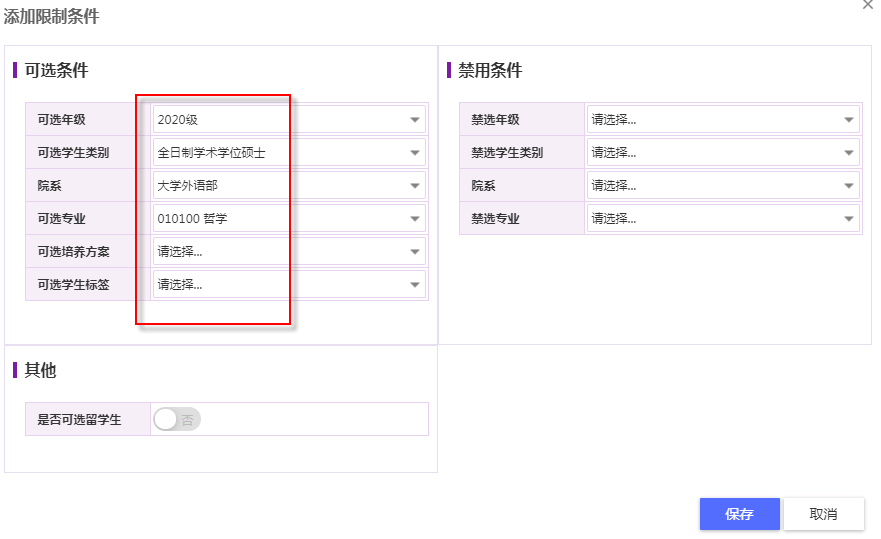 添加限制条件
可选条件
可选年级 2020级
可选学生类别 全日制学术学位硕士
院系 大学外语部
可选专业 010100 哲学
可选培养方案 请选择...
可选学生标签 请选择...
禁用条件
禁选年级 请选择...
禁选学生类别 请选择...
院系 请选择...
禁选专业 请选择...
其他
是否可选留学生 否
保存 取消